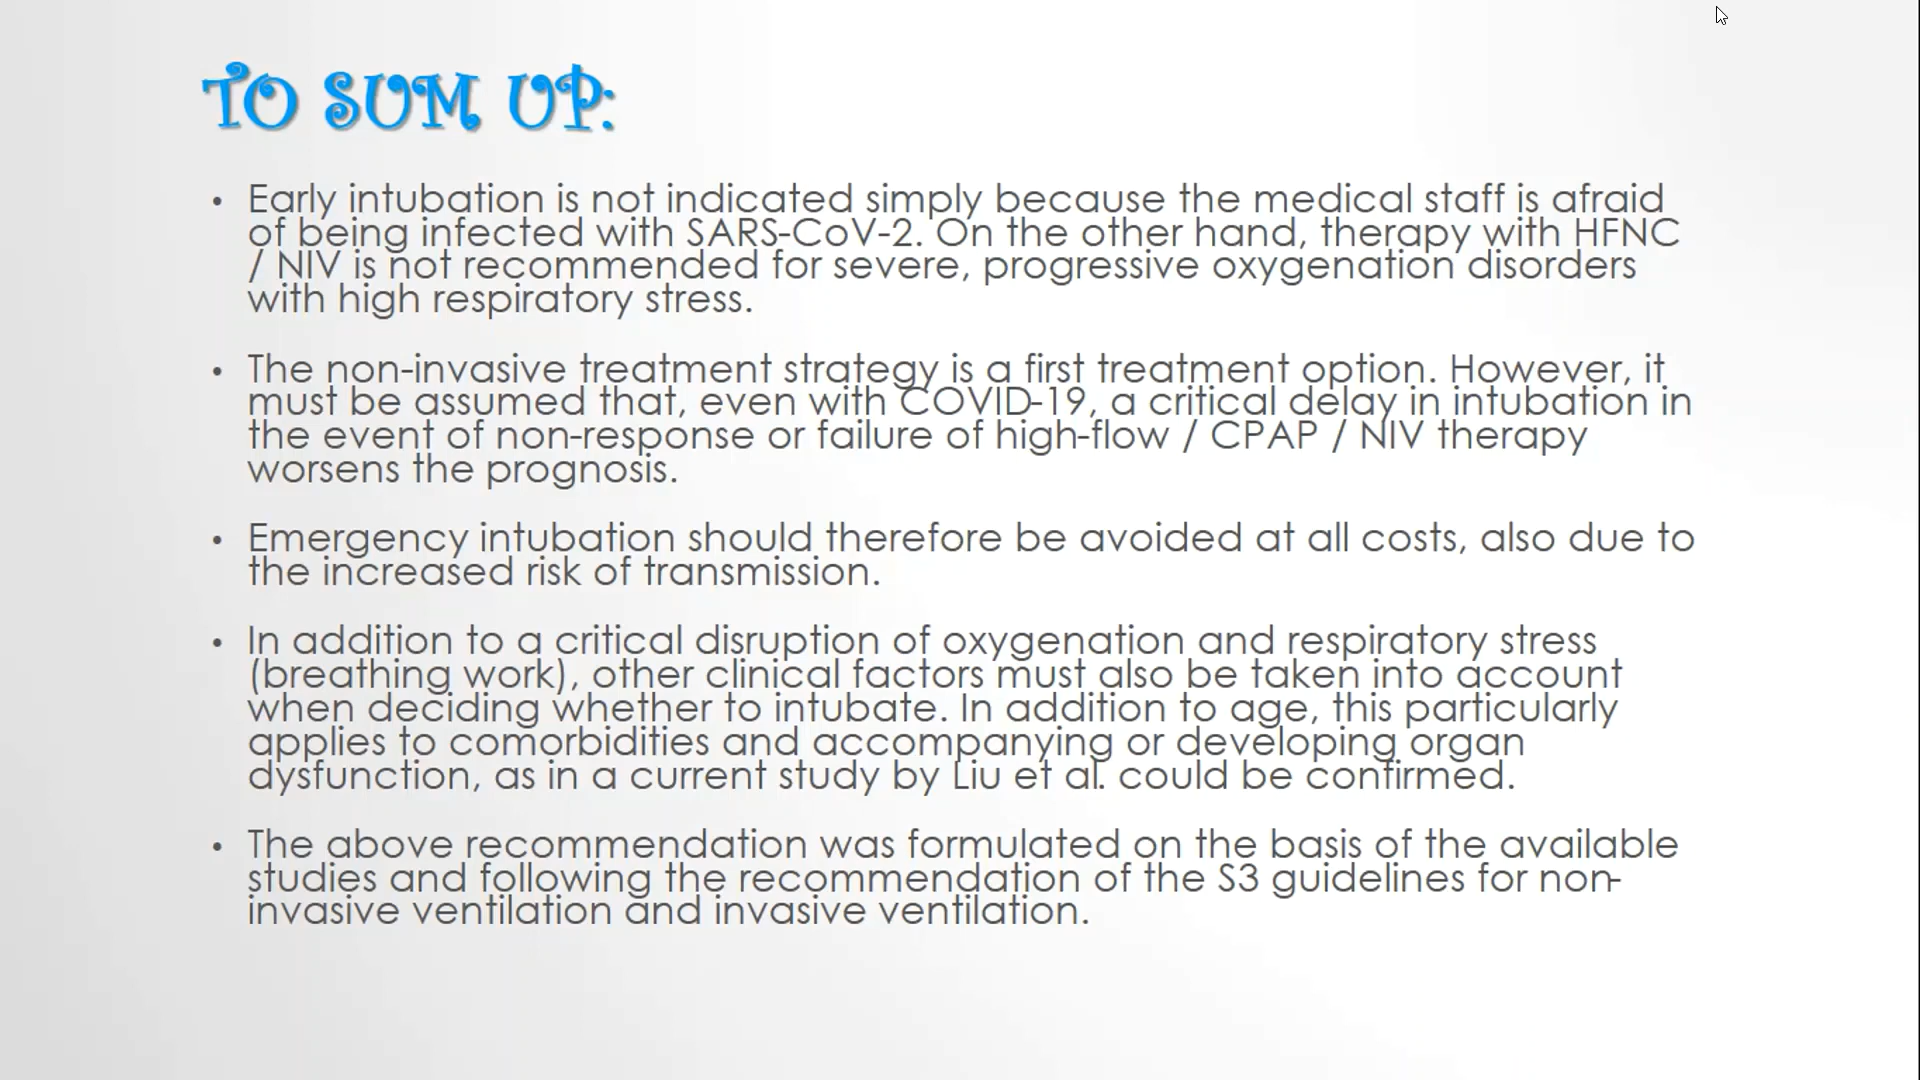 TO SUM UP:
• Early intubation is not indicated simply because the medical staff is afraid
of being infected with SARS-CoV-2. On the other hand, therapy with HFNC
/ NIV is not recommended for severe, progressive oxygenation disorders
with high respiratory stress.
• The non-invasive treatment strategy is a first treatment option. However, it
must be assumed that, even with COVID-19, a critical delay in intubation in
the event of non-response or failure of high-flow / CPAP / NIV therapy
worsens the prognosis.
• Emergency intubation should therefore be avoided at all costs, also due to
the increased risk of transmission.
• In addition to a critical disruption of oxygenation and respiratory stress
(breathing work), other clinical factors must also be taken into account
when deciding whether to intubate. In addition to age, this particularly
applies to comorbidities and accompanying or developing organ
dysfunction, as in a current study by Liu et al. could be confirmed.
• The above recommendation was formulated on the basis of the available
studies and following the recommendation of the S3 guidelines for non-
invasive ventilation and invasive ventilation.